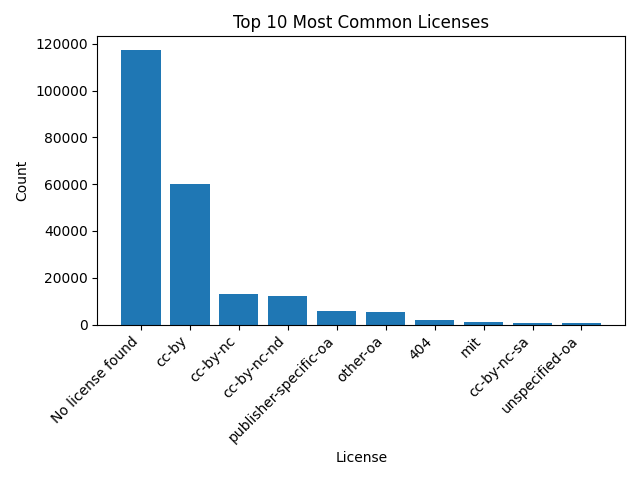 Top 10 Most Common Licenses
120000
100000
80000
60000
40000
20000
0
Count
No license found
cc-by
cc-by-nc
cc-by-nc-nd
publisher-specific-oa
other-oa
404
mit
cc-by-nc-sa
unspecified-oa
License